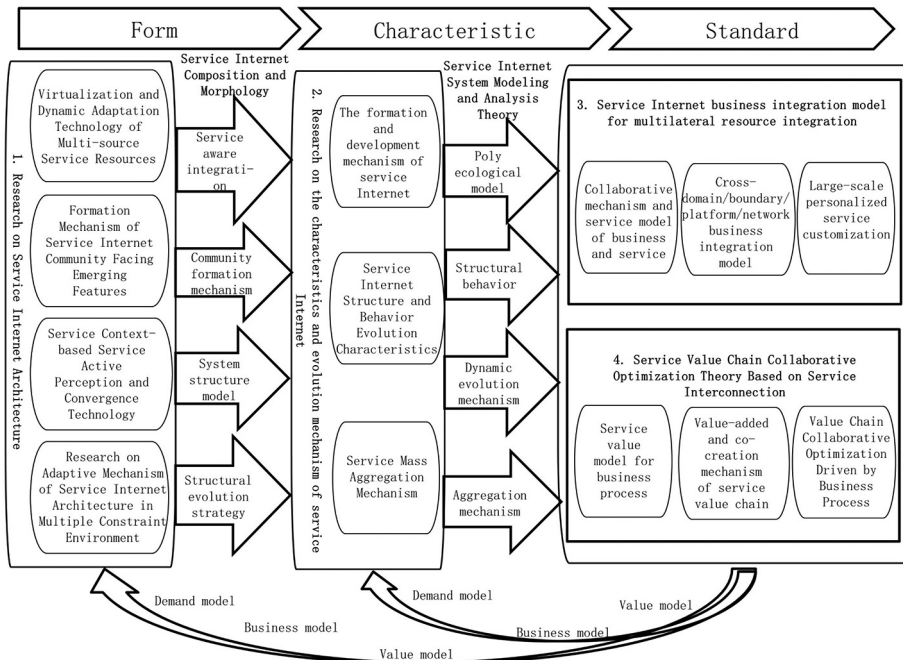 Form
Characteristic
Standard
1. Research on Service Internet Architecture
Virtualization and
Dynamic Adaptation
Technology of
Multi-source
Service Resources
Formation
Mechanism of
Service Internet
Community Facing
Emerging
Features
Service Context-
based Service
Active
Perception and
Convergence
Technology
Research on
Adaptive Mechanism
of Service Internet
Architecture in
Multiple Constraint
Environment
Service Internet
Composition and
Morphology
Service
aware
integrati-
on
Community
formation
mechanism
System
structure
model
Structural
evolution
strategy
2. Research on the characteristics and evolution mechanism of service
Internet
The formation
and
development
mechanism of
service
Internet
Service
Internet
Structure and
Behavior
Evolution
Characteristics
Service Mass
Aggregation
Mechanism
Service Internet
System Modeling
and Analysis
Theory
Poly
ecological
model
Structural
behavior
Dynamic
evolution
mechanism
Aggregation
mechanism
3. Service Internet business integration model
for multilateral resource integration
Collaborative
mechanism and
service model
of business
and service
Cross-
domain/boundary/
platform/network
business
integration
model
Large-scale
personalized
service
customization
4. Service Value Chain Collaborative
Optimization Theory Based on Service
Interconnection
Service
value
model for
business
process
Value-added
and co-
creation
mechanism
of service
value chain
Value Chain
Collaborative
Optimization
Driven by
Business
Process
Demand model
Business model
Value model
Demand model
Business model
Value model